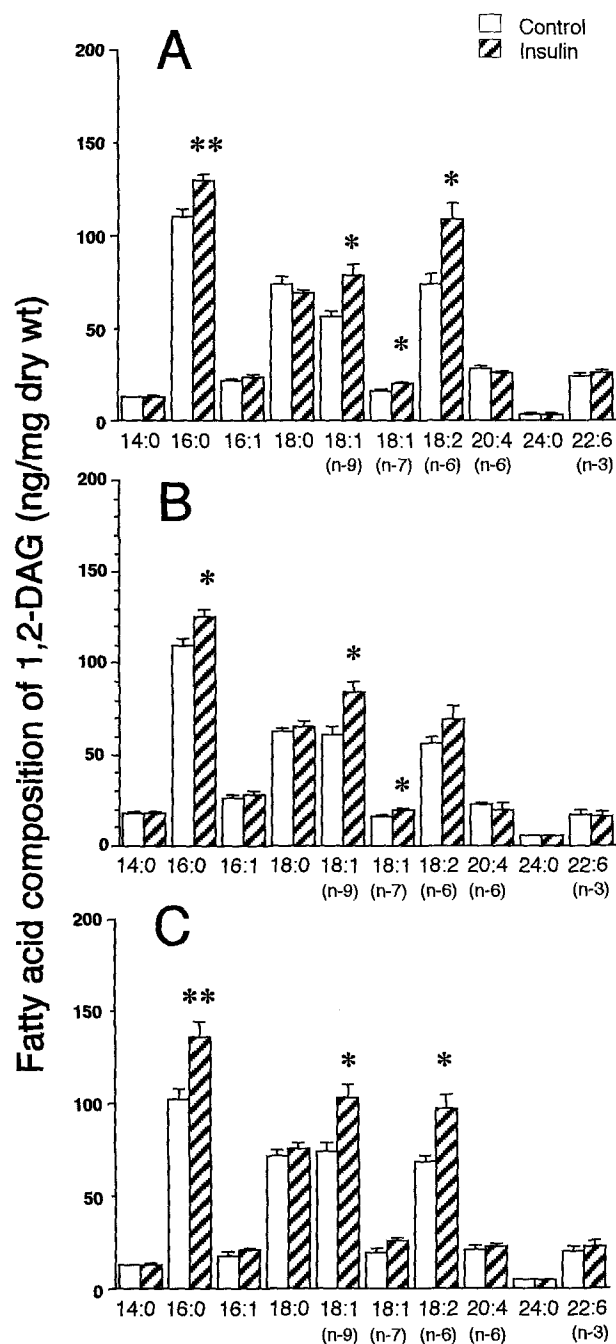 Control
Insulin
Fatty acid composition of 1,2-DAG (ng/mg dry wt)
A
200
**
150
*
*
100
*
50
0
14:0 16:0 16:1 18:0 18:1 18:1 18:2 20:4 24:0 22:6
(n-9) (n-7) (n-6) (n-6) (n-3)
B
200
150
*
*
100
*
50
0
14:0 16:0 16:1 18:0 18:1 18:1 18:2 20:4 24:0 22:6
(n-9) (n-7) (n-6) (n-6) (n-3)
C
200
**
150
* *
100
50
0
14:0 16:0 16:1 18:0 18:1 18:1 18:2 20:4 24:0 22:6
(n-9) (n-7) (n-6) (n-6) (n-3)